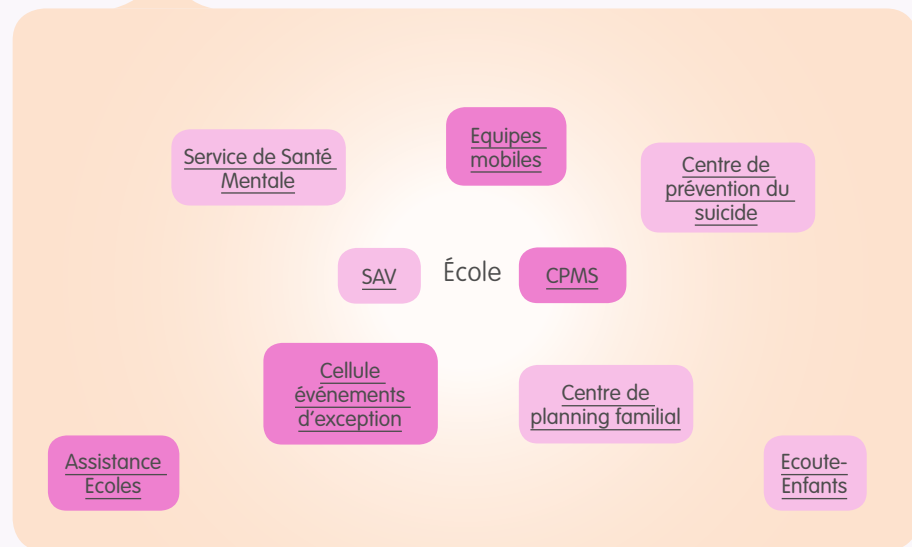 Equipes
mobiles
Service de Santé
Mentale
Centre de
prévention du
suicide
SAV
École
CPMS
Cellule
événements
d'exception
Centre de
planning familial
Assistance
Ecoles
Ecoute-
Enfants